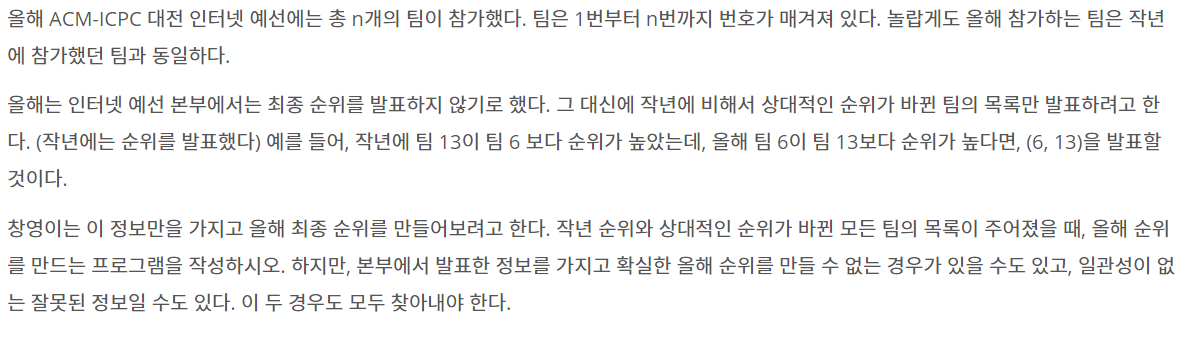 올해 ACM-ICPC 대전 인터넷 예선에는 총 n개의 팀이 참가했다. 팀은 1번부터 n번까지 번호가 매겨져 있다. 놀랍게도 올해 참가하는 팀은 작년
에 참가했던 팀과 동일하다.
올해는 인터넷 예선 본부에서는 최종 순위를 발표하지 않기로 했다. 그 대신에 작년에 비해서 상대적인 순위가 바뀐 팀의 목록만 발표하려고 한
다. (작년에는 순위를 발표했다) 예를 들어, 작년에 팀 13이 팀 6 보다 순위가 높았는데, 올해 팀 6이 팀 13보다 순위가 높다면, (6, 13)을 발표할
것이다.
창영이는 이 정보만을 가지고 올해 최종 순위를 만들어보려고 한다. 작년 순위와 상대적인 순위가 바뀐 모든 팀의 목록이 주어졌을 때, 올해 순위
를 만드는 프로그램을 작성하시오. 하지만, 본부에서 발표한 정보를 가지고 확실한 올해 순위를 만들 수 없는 경우가 있을 수도 있고, 일관성이 없
는 잘못된 정보일 수도 있다. 이 두 경우도 모두 찾아내야 한다.